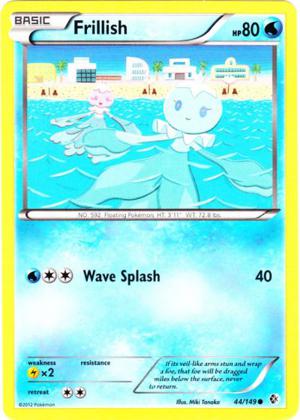 BASIC
Frillish
HP80
NO. 592 Floating Pokémon HT: 3'11" WT: 72.8 lbs.
Wave Splash 40
weakness
resistance
×2
retreat
If its veil-like arms stun and wrap
a foe, that foe will be dragged
miles below the surface, never
to return.
Illus. Miki Tanaka
©2012 Pokémon
44/149